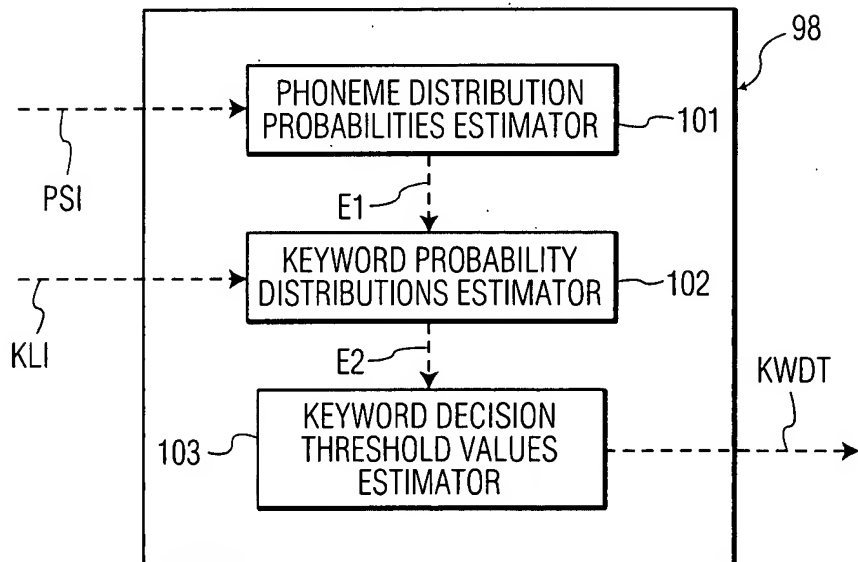 98
PHONEME DISTRIBUTION
PROBABILITIES ESTIMATOR
101
PSI
E1
KEYWORD PROBABILITY
DISTRIBUTIONS ESTIMATOR
102
KLI
E2
KWDT
KEYWORD DECISION
THRESHOLD VALUES
ESTIMATOR
103